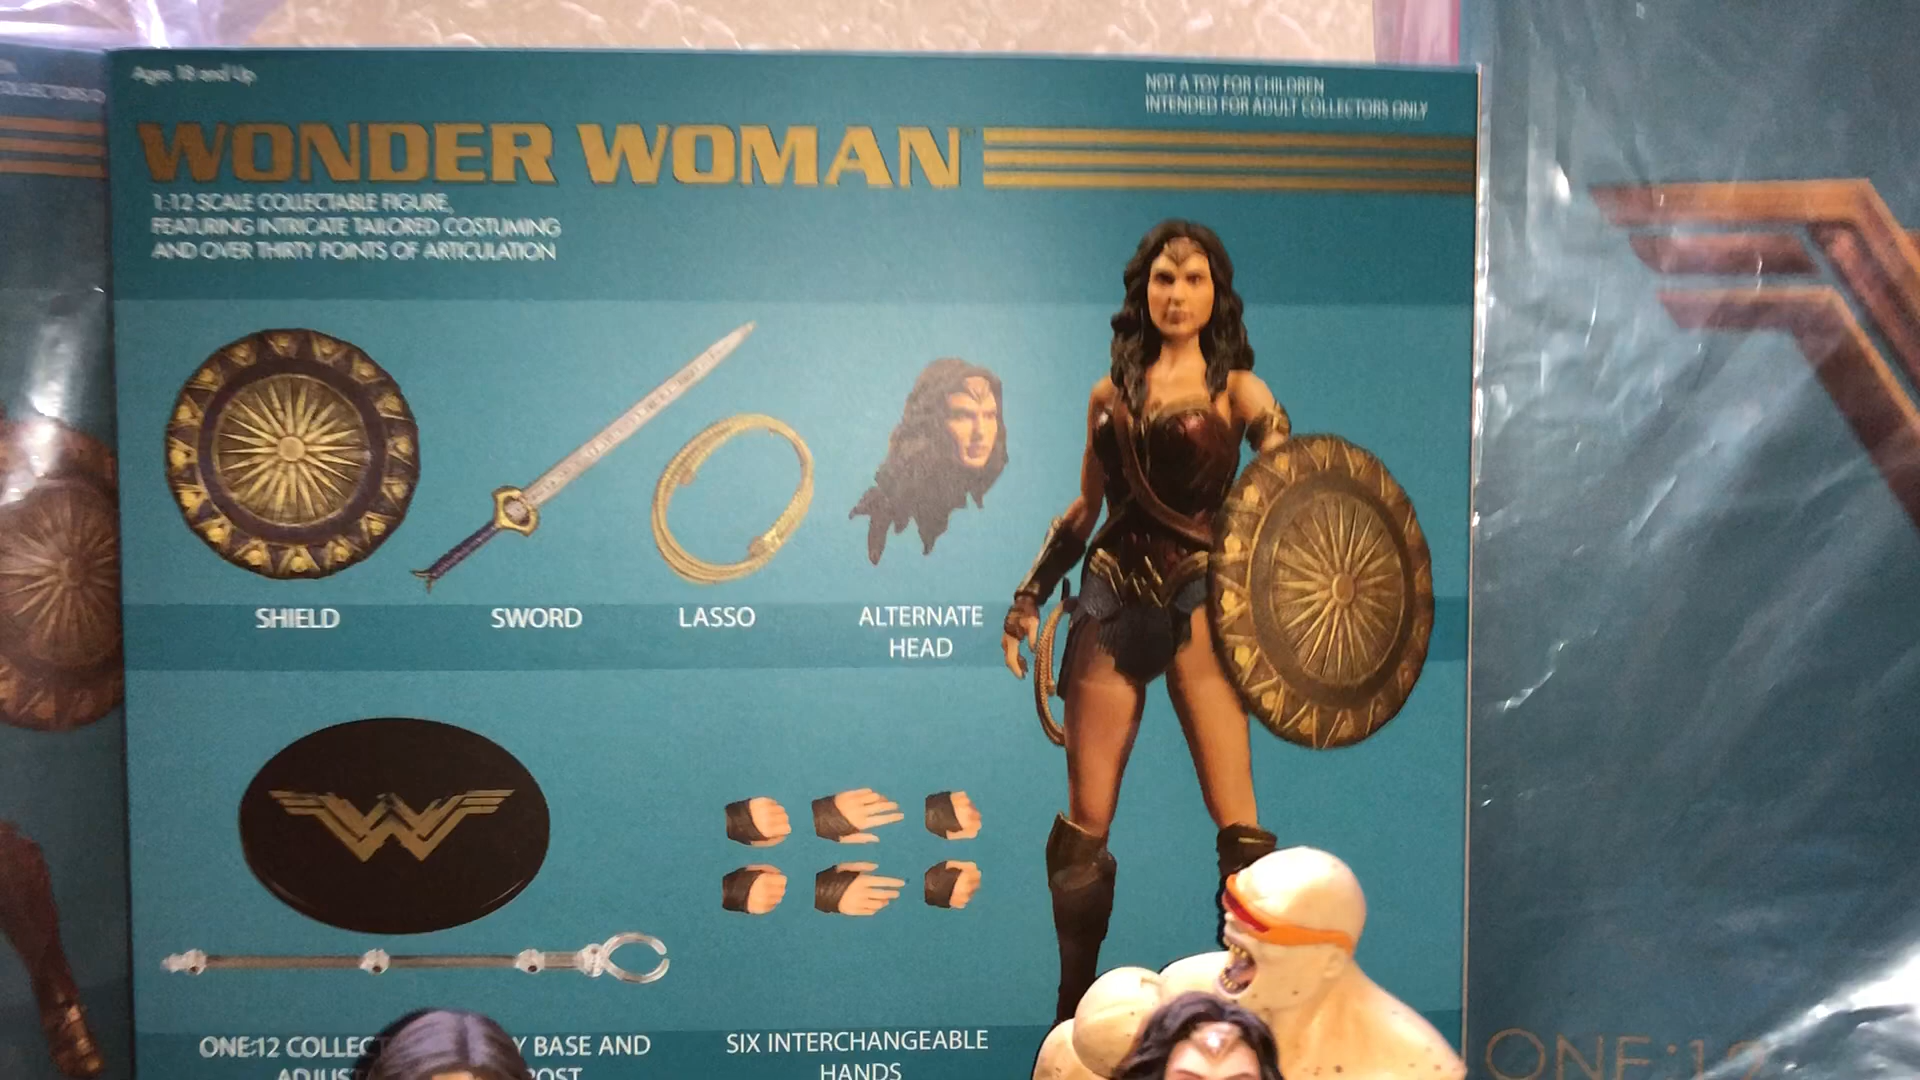 Ages 18 and Up
NOT A TOY FOR CHILDREN
INTENDED FOR ADULT COLLECTORS ONLY
WONDER WOMAN
1:12 SCALE COLLECTABLE FIGURE,
FEATURING INTRICATE TAILORED COSTUMING
AND OVER THIRTY POINTS OF ARTICULATION
SHIELD
SWORD
LASSO
ALTERNATE
HEAD
ONE:12 BASE AND
SIX INTERCHANGEABLE
HANDS
ONE:12